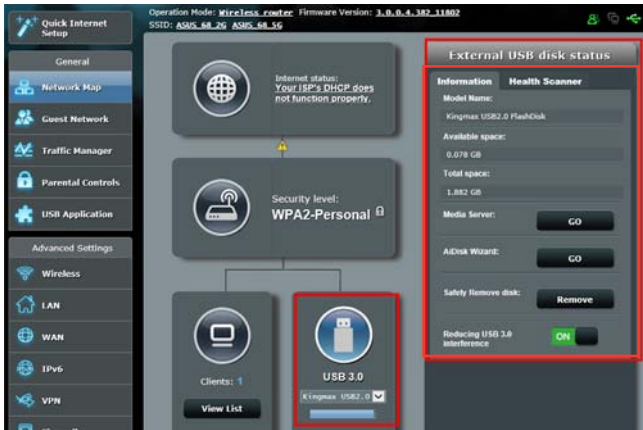 Quick Internet
Setup
Operation Mode: Wireless router Firmware Version: 3.0.0.4.382_11802
SSID: ASUS_68_2G ASUS_68_5G
General
Network Map
Guest Network
Traffic Manager
Parental Controls
USB Application
Advanced Settings
Wireless
LAN
WAN
IPv6
VPN
Internet status:
Your ISP's DHCP does
not function properly.
Security level:
WPA2-Personal
Clients: 1
View List
USB 3.0
Kingmax USB2.0
External USB disk status
Information Health Scanner
Model Name:
Kingmax USB2.0 FlashDisk
Available space:
0.078 GB
Total space:
1.882 GB
Media Server:
GO
AiDisk Wizard:
GO
Safely Remove disk:
Remove
Reducing USB 3.0
interference
ON